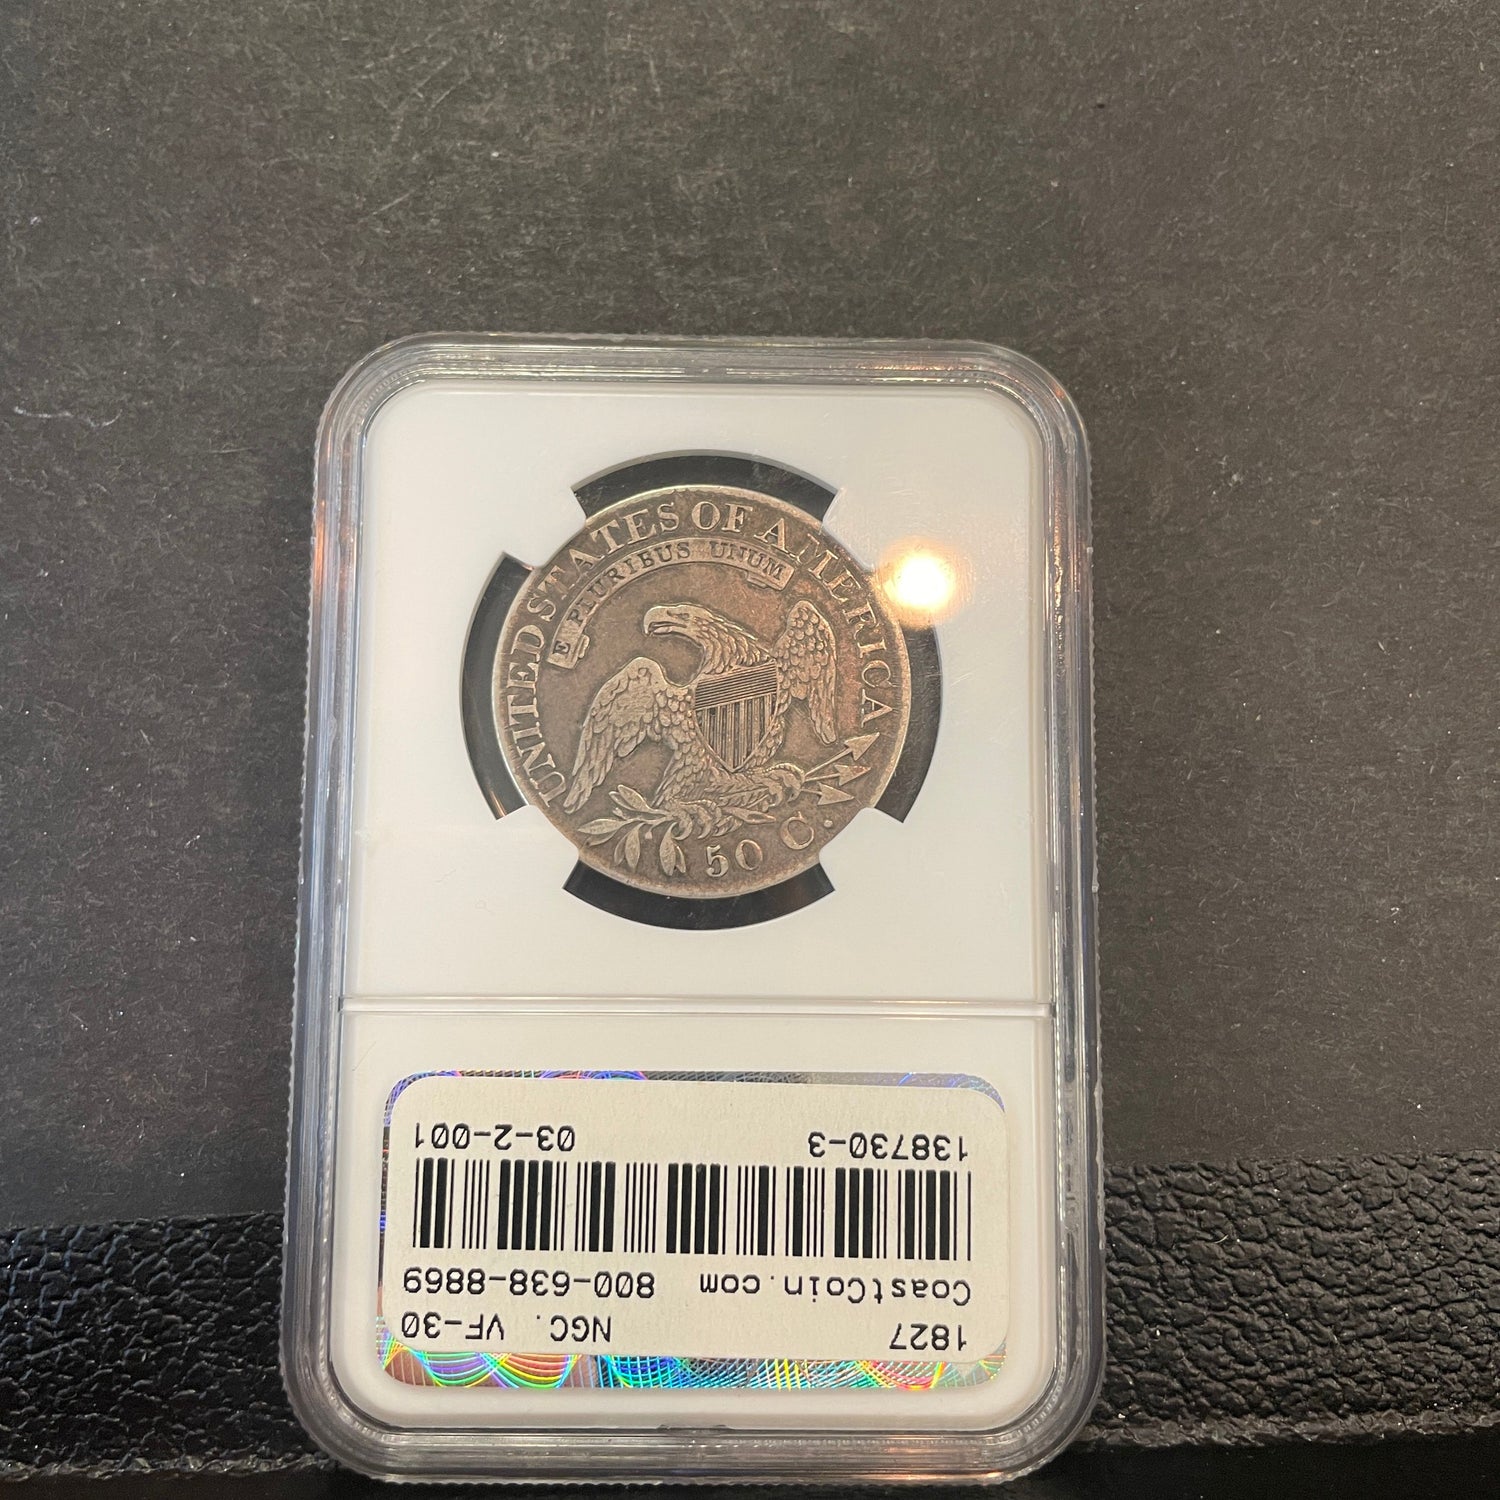 UNITED STATES OF AMERICA
E PLURIBUS UNUM
50 C.
1827 NGC. VF-30
CoastCoin.com 800-638-8869
138730-3 03-2-001